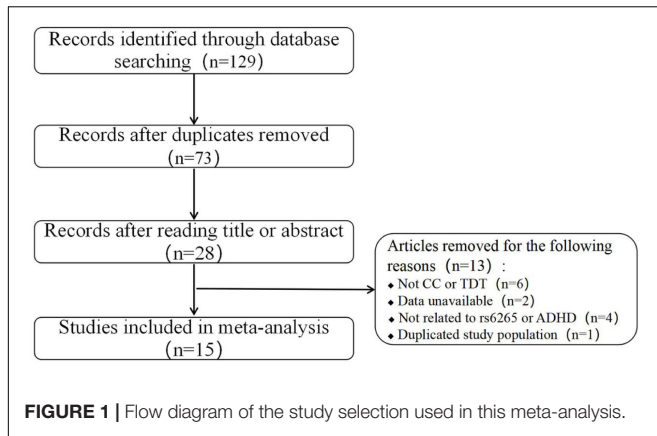 Records identified through database
searching (n=129)
Records after duplicates removed
(n=73)
Records after reading title or abstract
(n=28)
Articles removed for the following
reasons (n=13) :
◆ Not CC or TDT (n=6)
◆ Data unavailable (n=2)
◆ Not related to rs6265 or ADHD (n=4)
◆ Duplicated study population (n=1)
Studies included in meta-analysis
(n=15)
FIGURE 1 | Flow diagram of the study selection used in this meta-analysis.